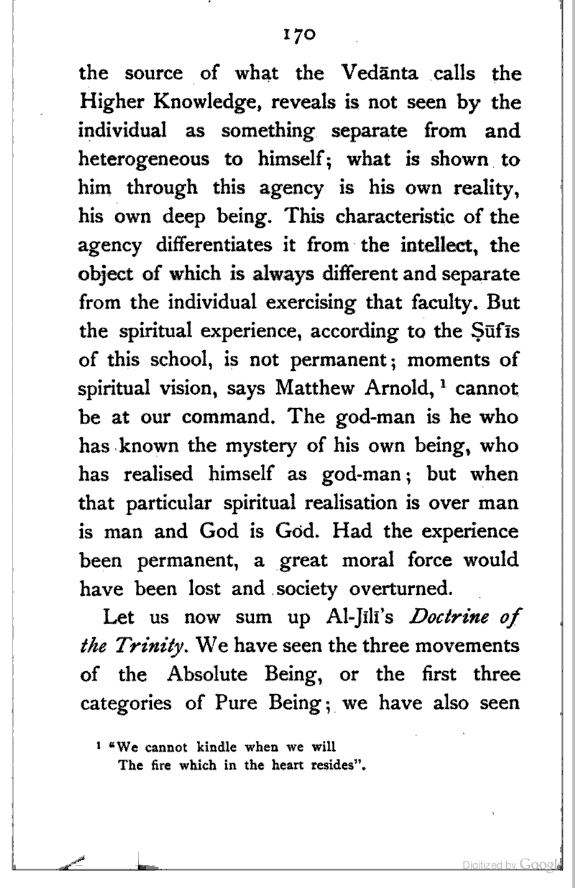 170
the source of what the Vedānta calls the
Higher Knowledge, reveals is not seen by the
individual as something separate from and
heterogeneous to himself; what is shown to
him through this agency is his own reality,
his own deep being. This characteristic of the
agency differentiates it from the intellect, the
object of which is always different and separate
from the individual exercising that faculty. But
the spiritual experience, according to the Ṣūfīs
of this school, is not permanent; moments of
spiritual vision, says Matthew Arnold, ¹ cannot
be at our command. The god-man is he who
has known the mystery of his own being, who
has realised himself as god-man; but when
that particular spiritual realisation is over man
is man and God is God. Had the experience
been permanent, a great moral force would
have been lost and society overturned.
Let us now sum up Al-Jīlī's Doctrine of
the Trinity. We have seen the three movements
of the Absolute Being, or the first three
categories of Pure Being; we have also seen
¹ “We cannot kindle when we will
The fire which in the heart resides”.
Digitized by Google